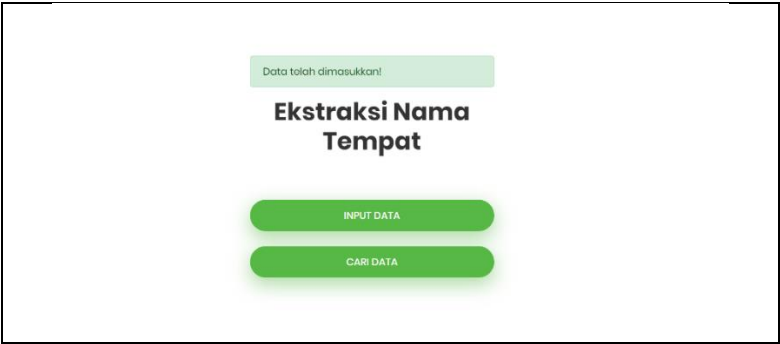 Data telah dimasukkan!
Ekstraksi Nama
Tempat
INPUT DATA
CARI DATA